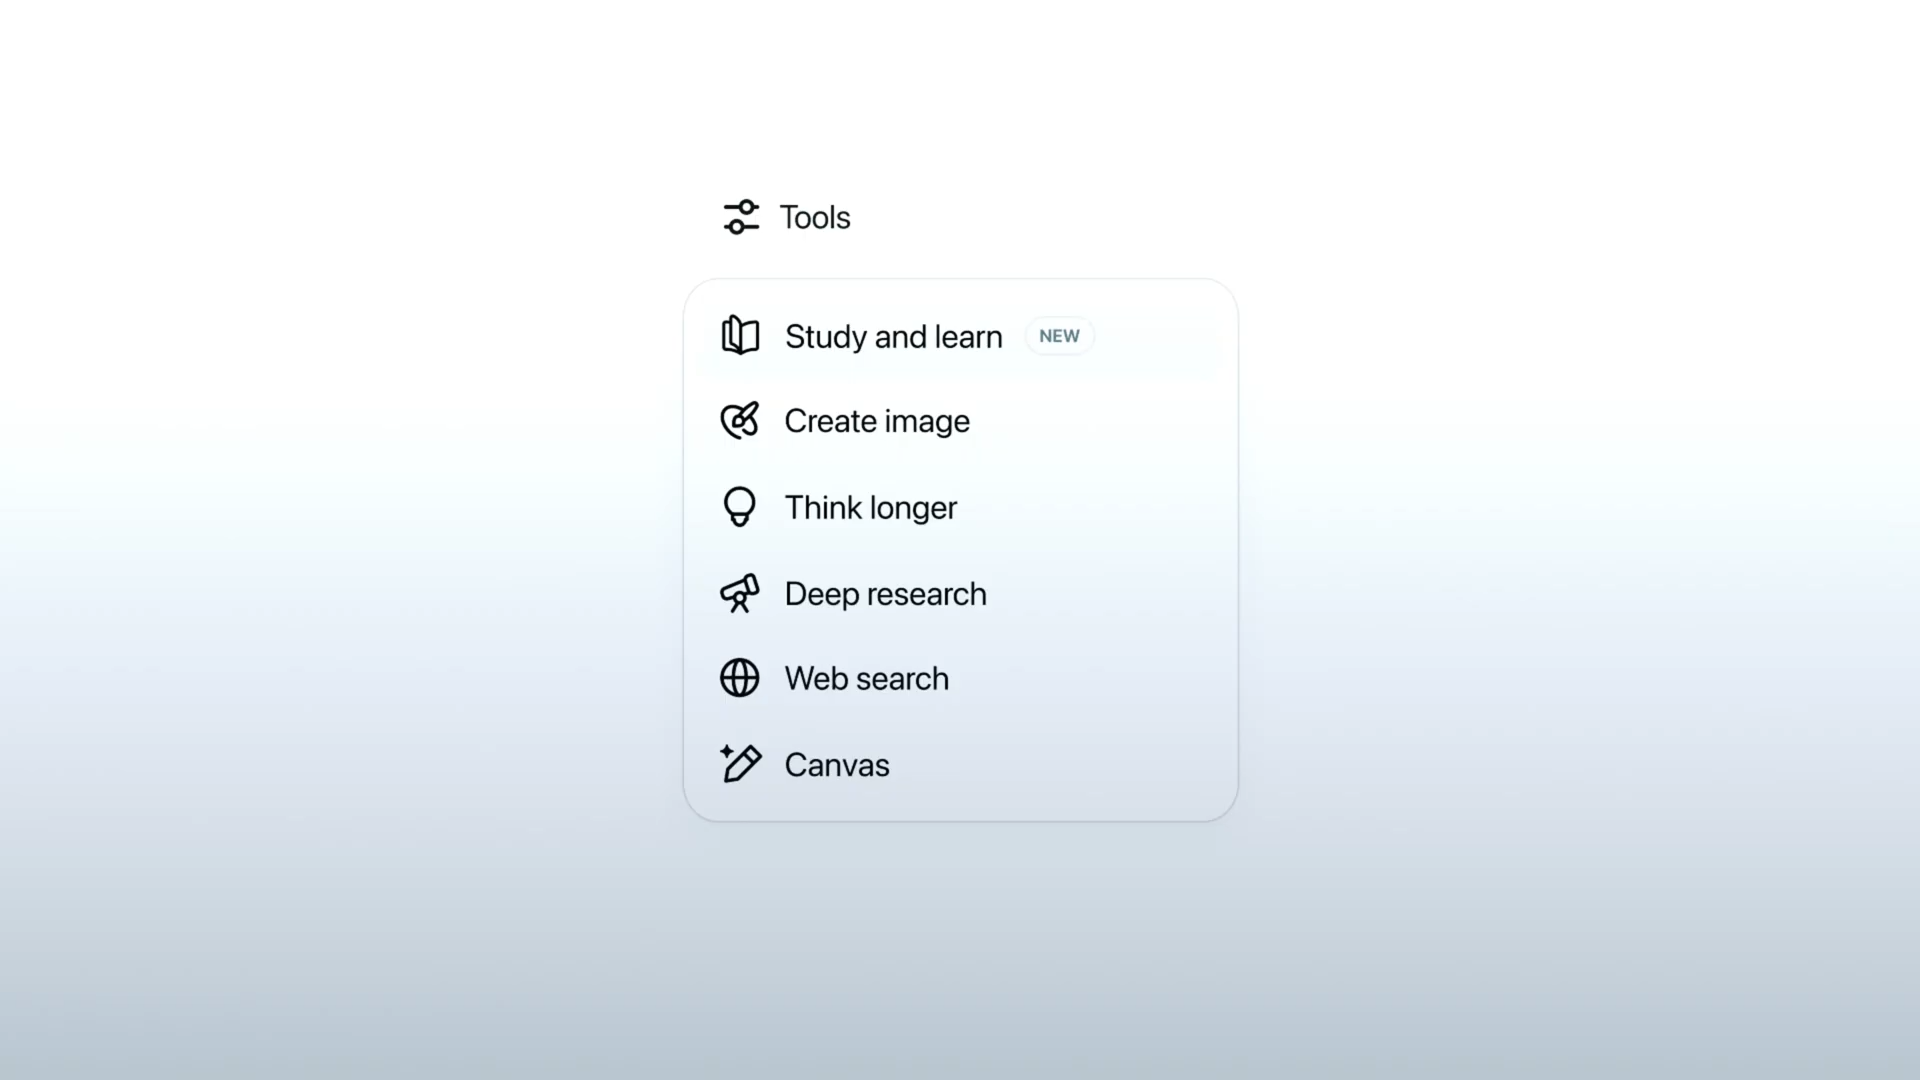 Tools
Study and learn NEW
Create image
Think longer
Deep research
Web search
Canvas